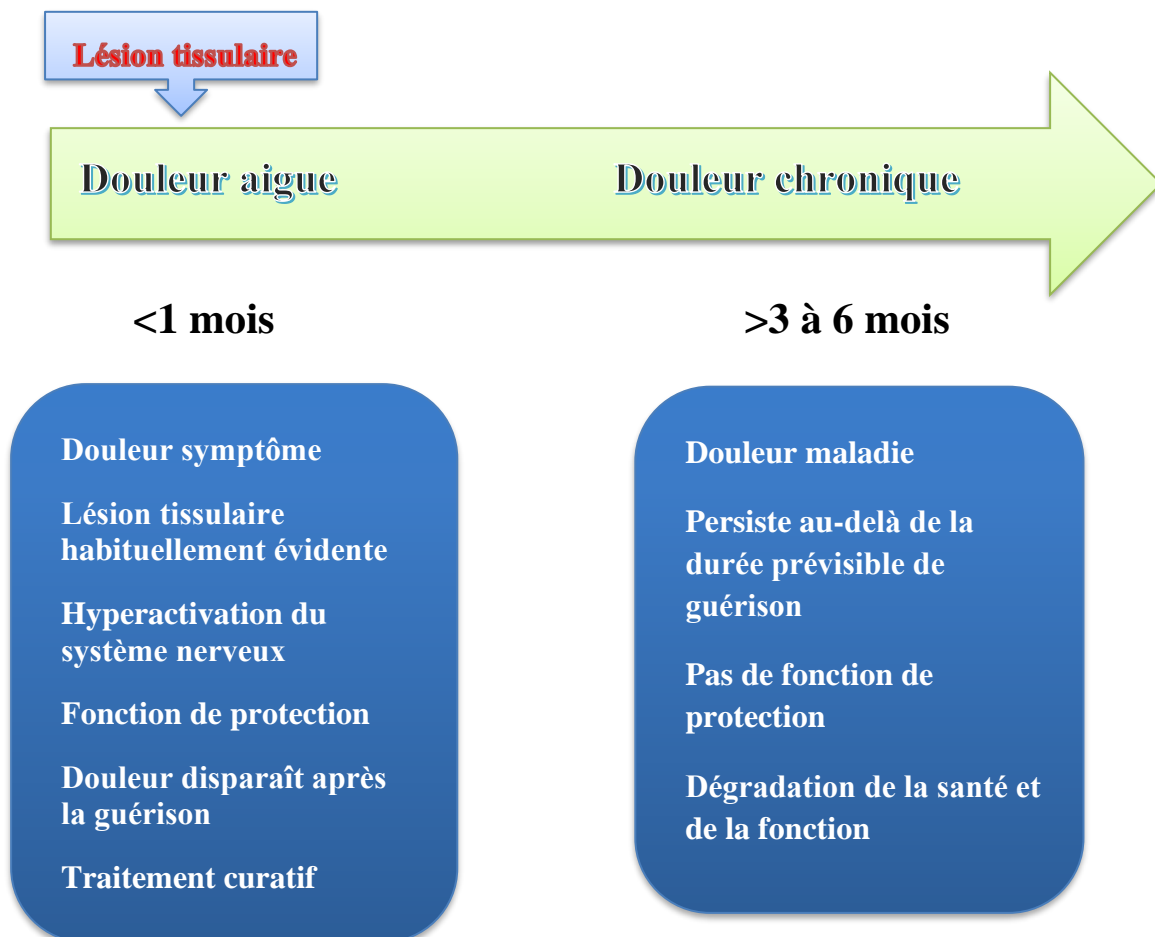 Lésion tissulaire
Douleur aigue
Douleur chronique
<1 mois
>3 à 6 mois
Douleur symptôme
Lésion tissulaire
habituellement évidente
Hyperactivation du
système nerveux
Fonction de protection
Douleur disparaît après
la guérison
Traitement curatif
Douleur maladie
Persiste au-delà de la
durée prévisible de
guérison
Pas de fonction de
protection
Dégradation de la santé et
de la fonction